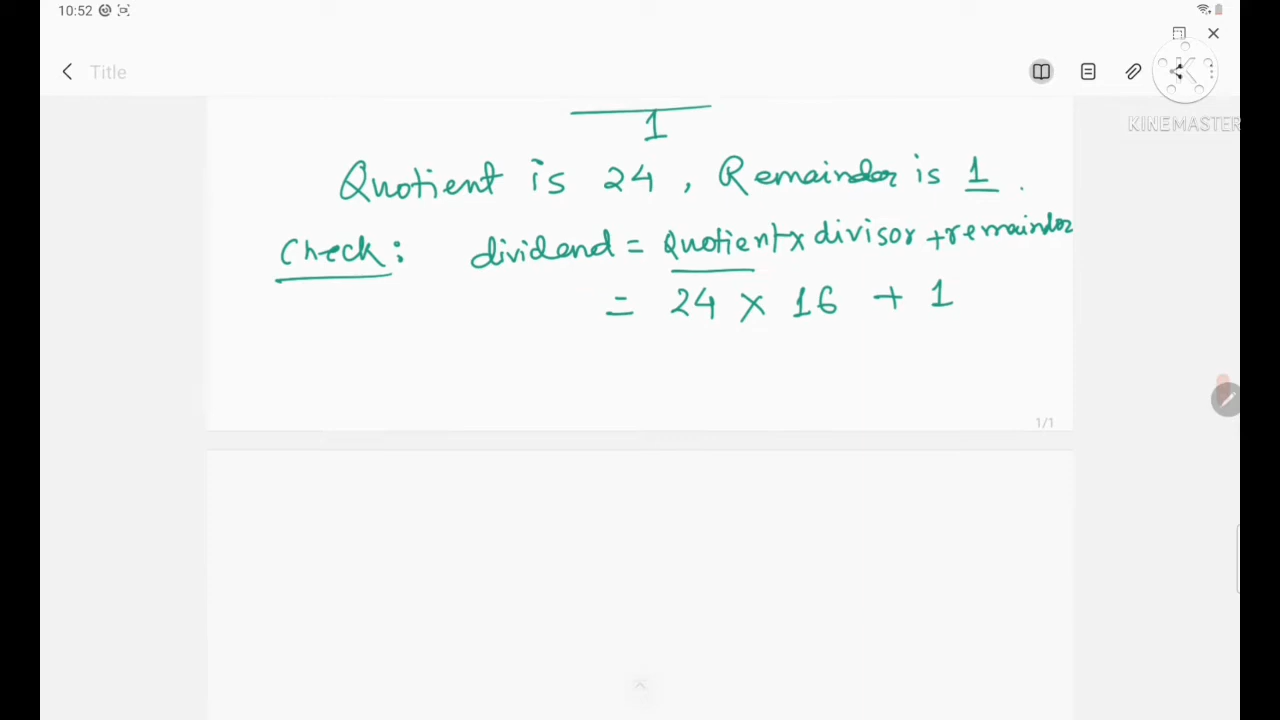 10:52
Title
KINEMASTER
1
Quotient is 24 , Remainder is 1 .
Check : dividend = Quotient x divisor + remainder
= 24 x 16 + 1
1/1